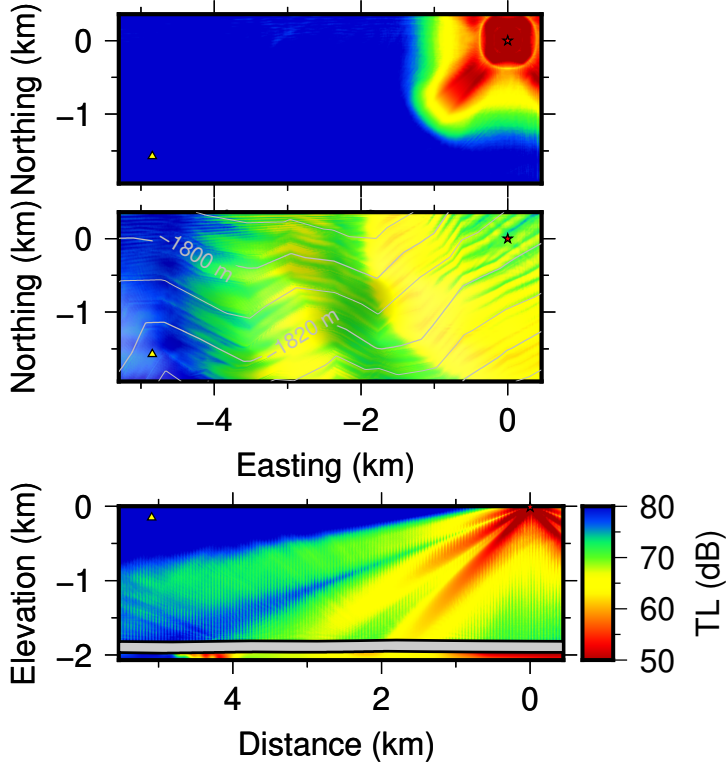 0
−1
Northing (km)
−1800 m
−1820 m
0
−1
Northing (km)
−4
−2
0
Easting (km)
0
−1
−2
Elevation (km)
4
2
0
Distance (km)
80
70
60
50
TL (dB)